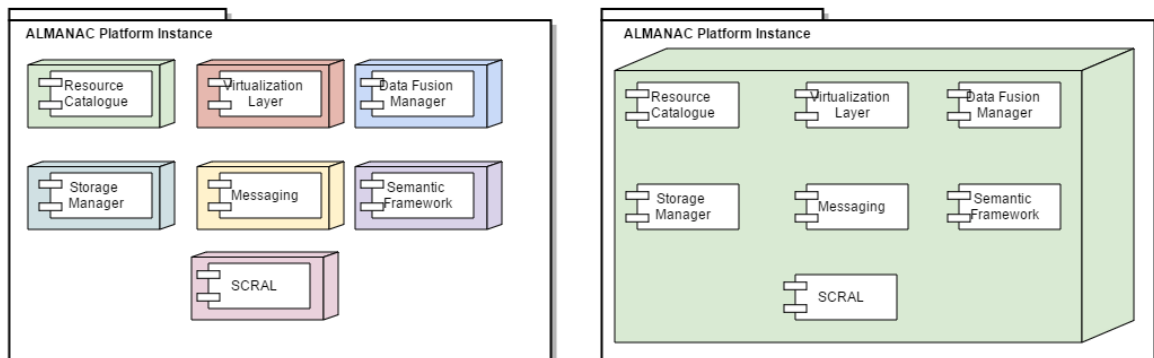 ALMANAC Platform Instance
Resource
Catalogue
Virtualization
Layer
Data Fusion
Manager
Storage
Manager
Messaging
Semantic
Framework
SCRAL
ALMANAC Platform Instance
Resource
Catalogue
Virtualization
Layer
Data Fusion
Manager
Storage
Manager
Messaging
Semantic
Framework
SCRAL